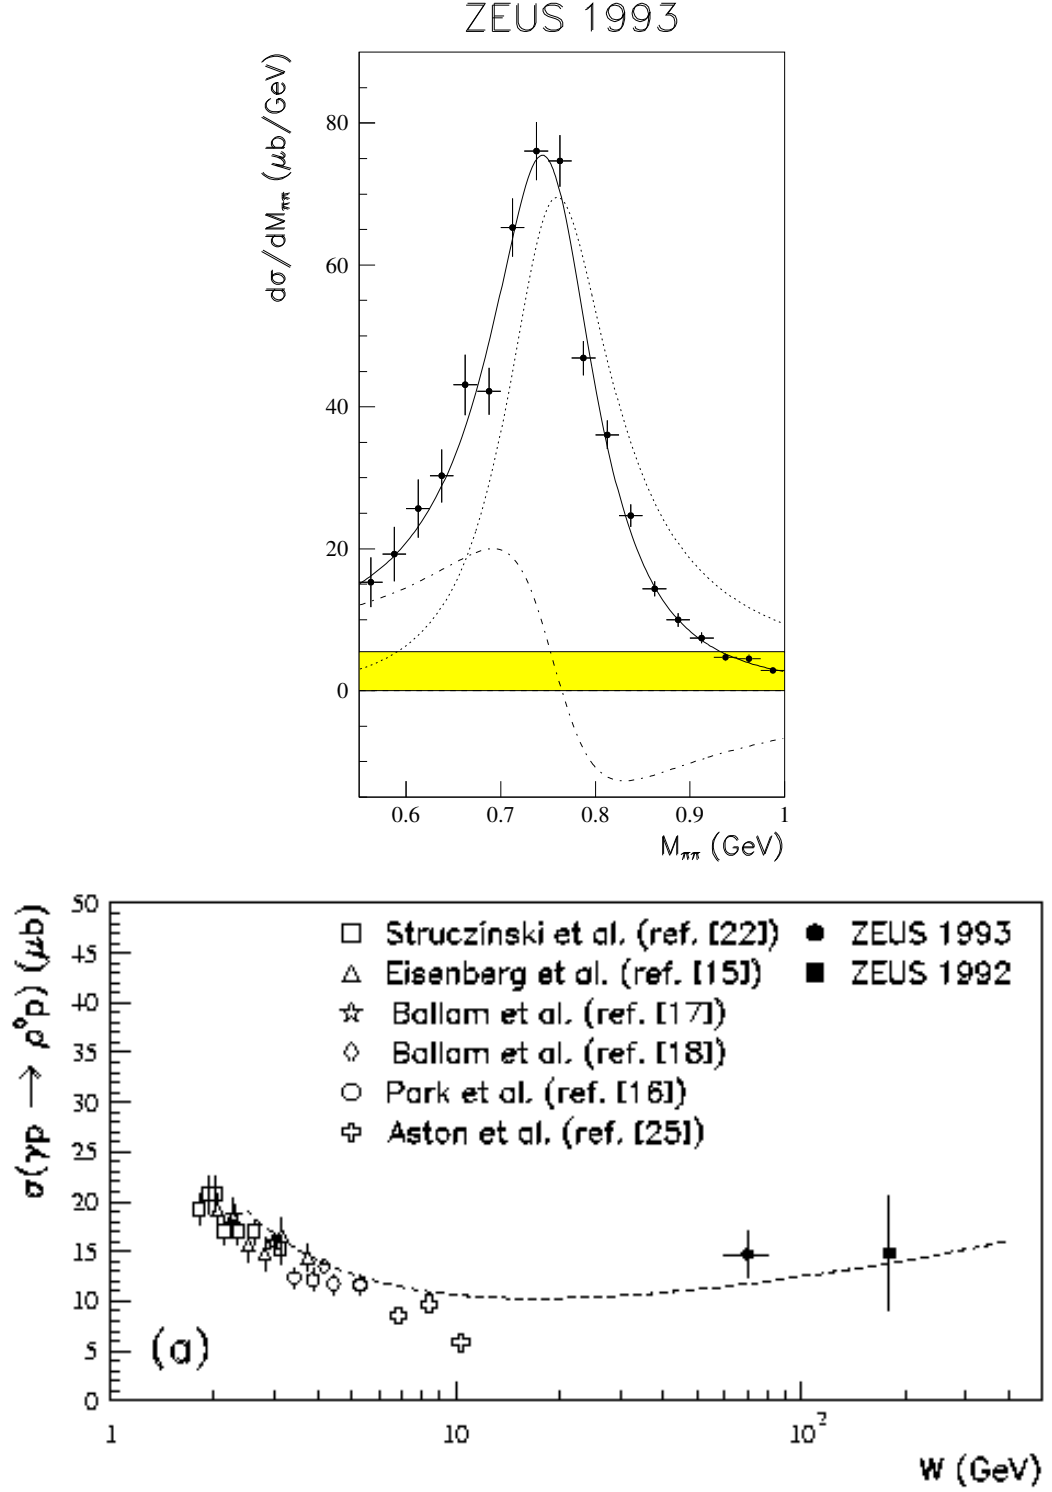 ZEUS 1993
dσ/dMππ (μb/GeV)
80
60
40
20
0
0.6 0.7 0.8 0.9 1
Mππ (GeV)
σ(γp → ρ⁰p) (μb)
50
45
40
35
30
25
20
15
10
5
0
Struczinski et al. (ref. [22])
Eisenberg et al. (ref. [15])
Ballam et al. (ref. [17])
Ballam et al. (ref. [18])
Park et al. (ref. [16])
Aston et al. (ref. [25])
ZEUS 1993
ZEUS 1992
(a)
1 10 10²
W (GeV)